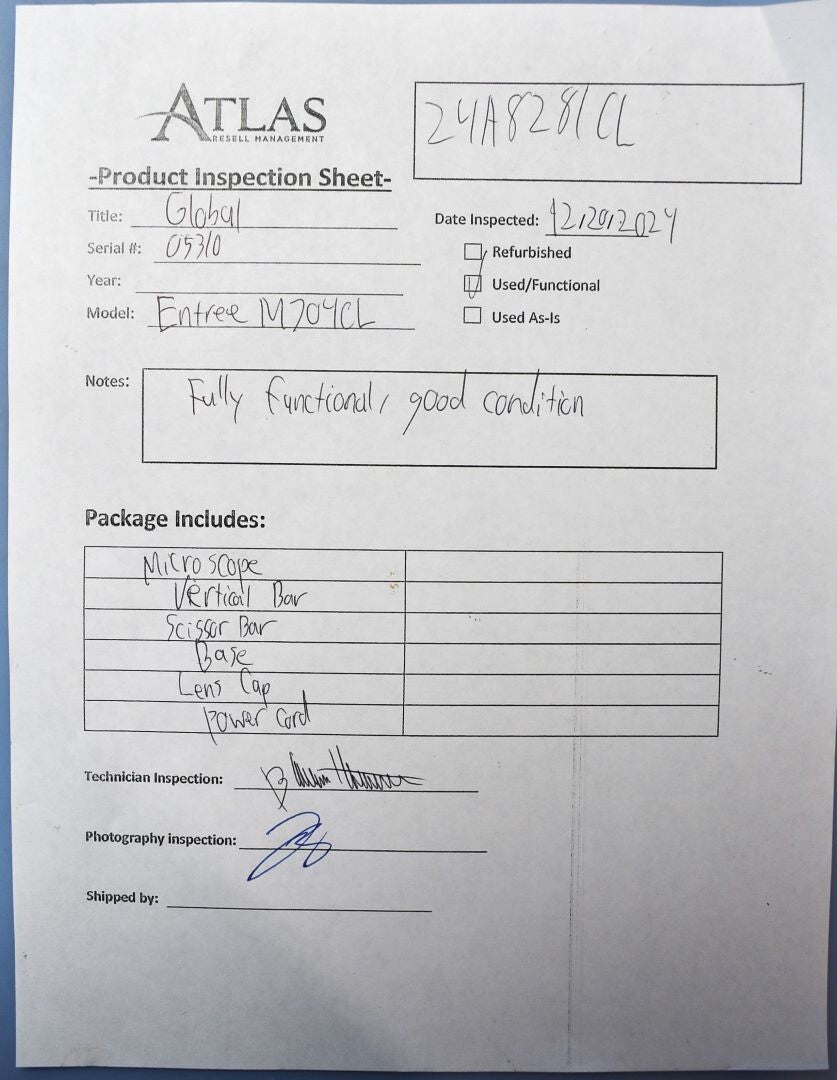 ATLAS
RESELL MANAGEMENT
24A8281CL
-Product Inspection Sheet-
Title: Global
Serial #: 05310
Year:
Model: Entree M704CL
Date Inspected: 12/20/2024
Refurbished
Used/Functional
Used As-Is
Notes: Fully functional, good condition
Package Includes:
Microscope
Vertical Bar
Scissor Bar
Base
Lens Cap
power cord
Technician Inspection:
Photography inspection:
Shipped by: